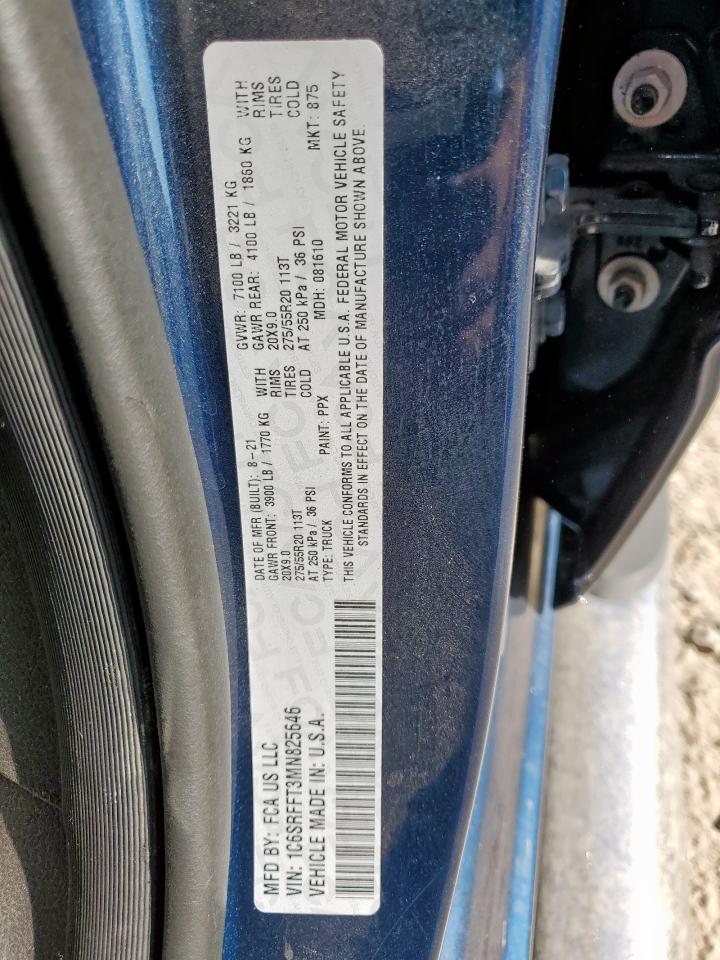 MFD BY: FCA US LLC
VIN: 1C6SRFFT3MN825646
VEHICLE MADE IN: U.S.A.
DATE OF MFR (BUILT): 8-21
GAWR FRONT: 3900 LB / 1770 KG WITH
20X9.0 RIMS
275/55R20 113T TIRES
AT 250 kPa / 36 PSI COLD
TYPE: TRUCK PAINT: PPX
GVWR: 7100 LB / 3221 KG
GAWR REAR: 4100 LB / 1860 KG WITH
20X9.0 RIMS
275/55R20 113T TIRES
AT 250 kPa / 36 PSI COLD
MDH: 081610 MKT: 875
THIS VEHICLE CONFORMS TO ALL APPLICABLE U.S.A. FEDERAL MOTOR VEHICLE SAFETY
STANDARDS IN EFFECT ON THE DATE OF MANUFACTURE SHOWN ABOVE.